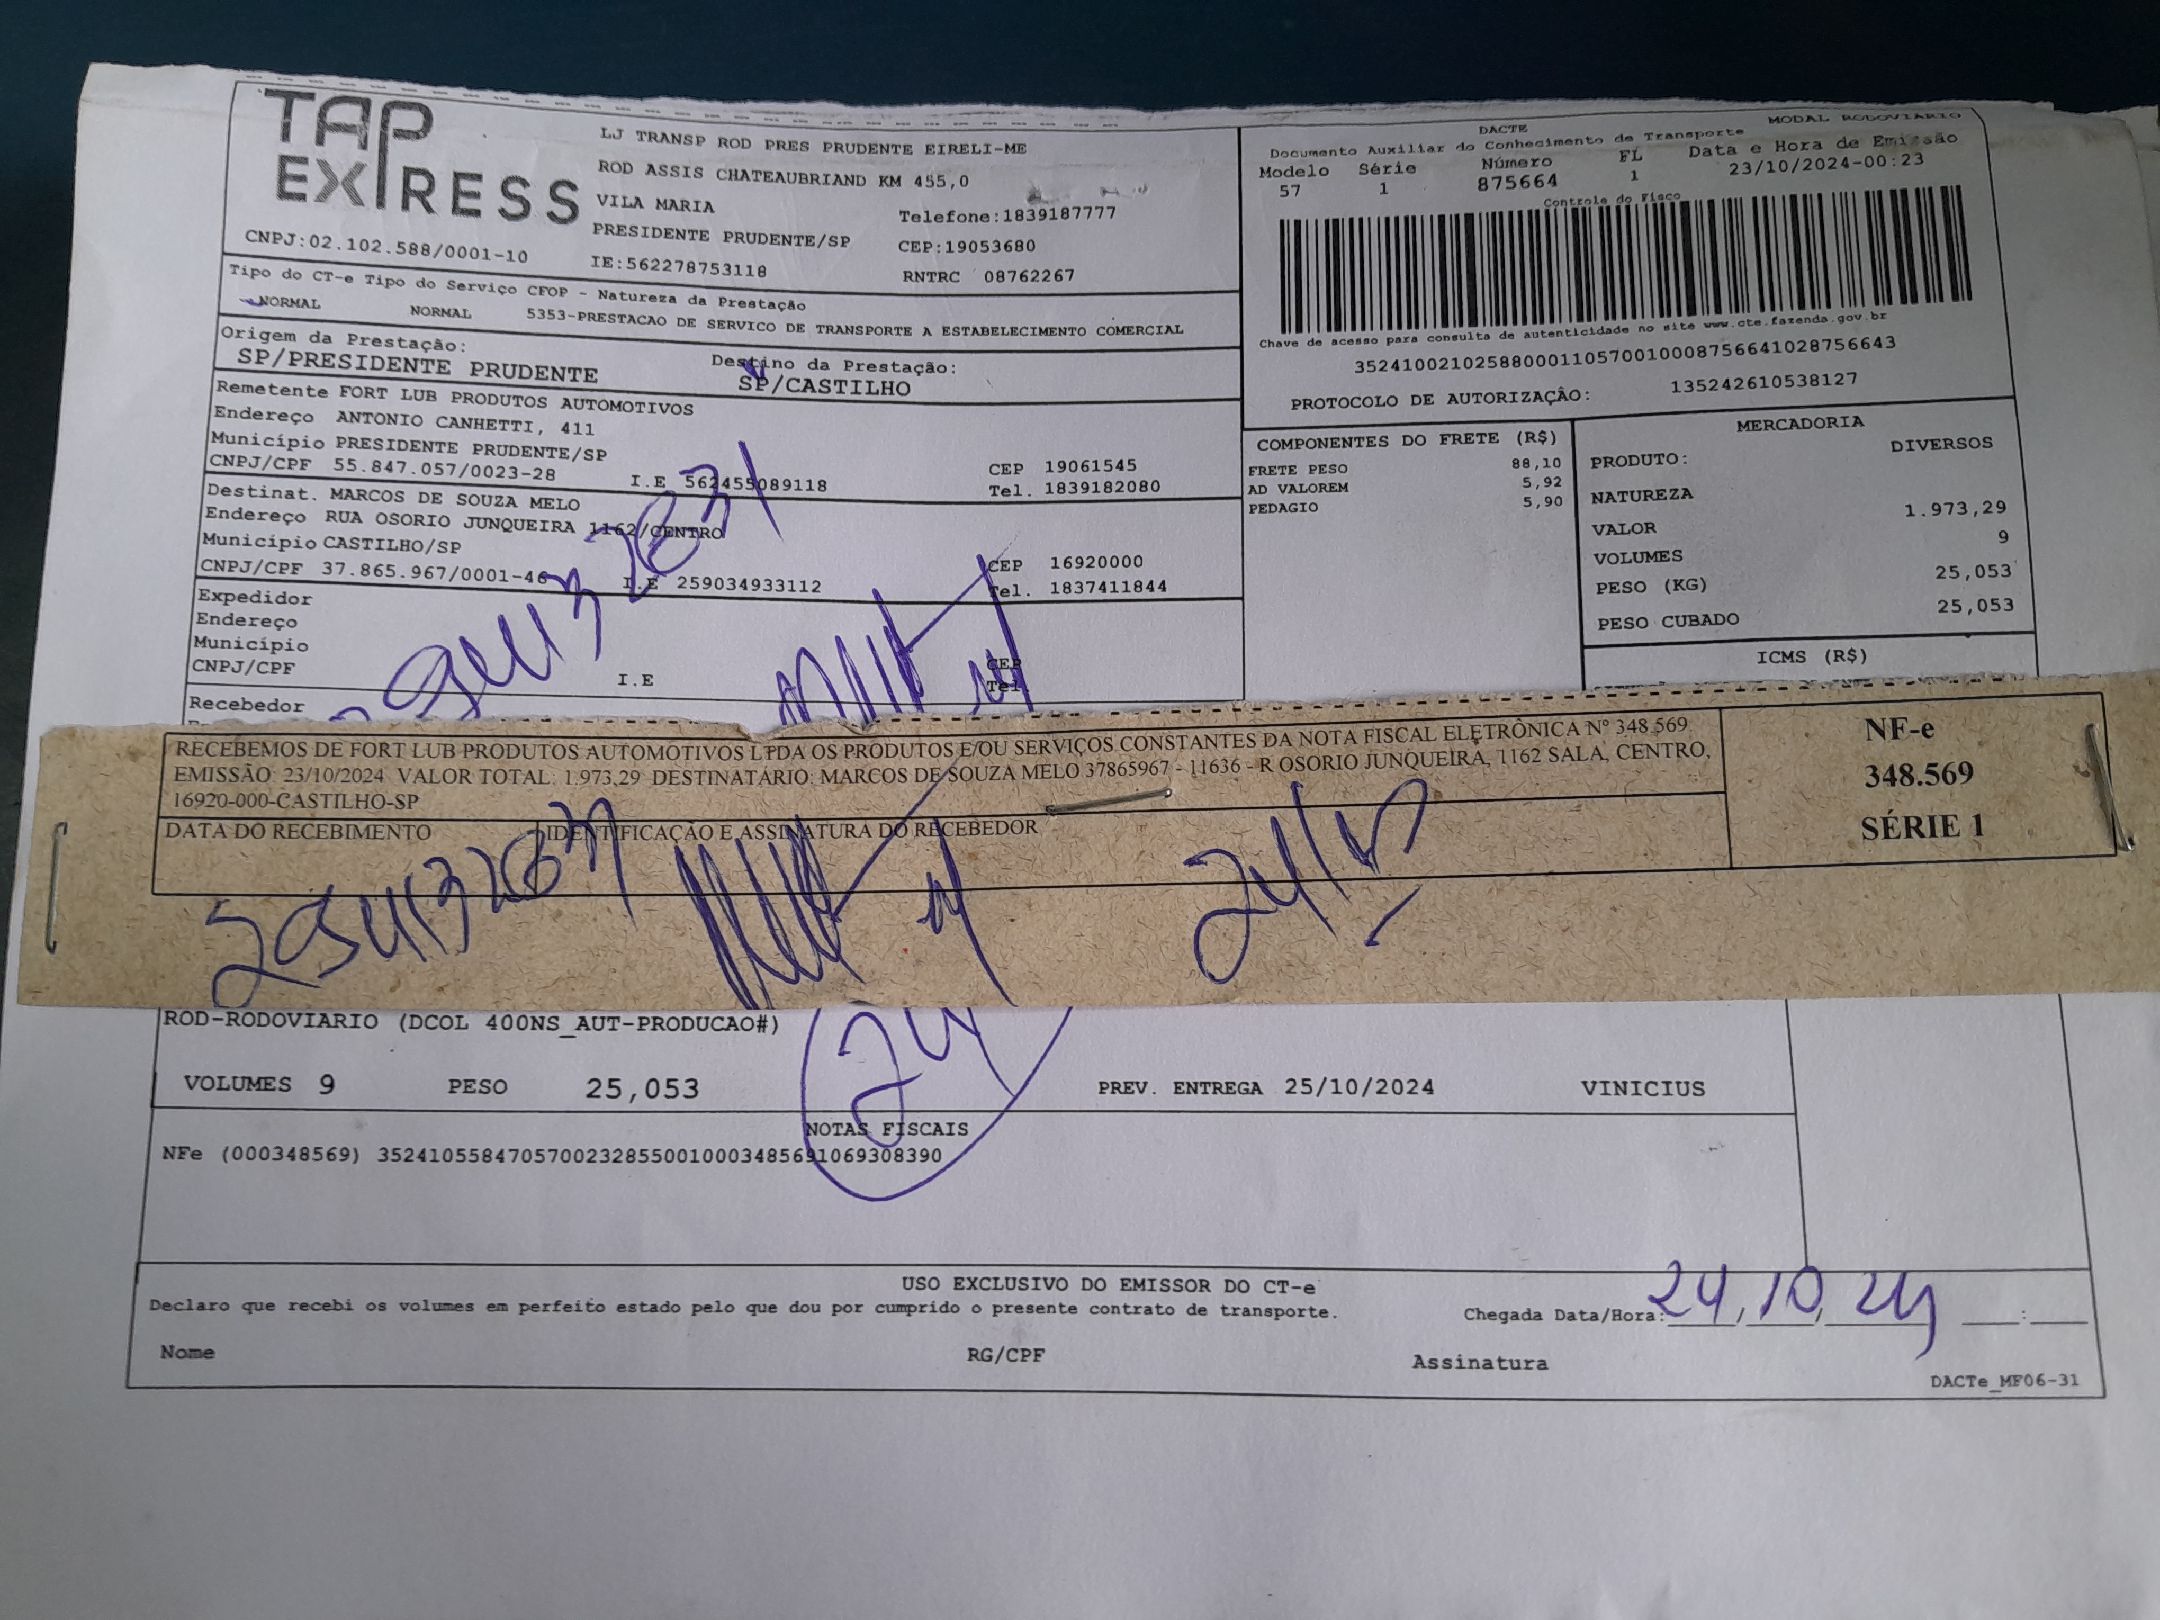 TAP EXPRESS
LJ TRANSP ROD PRES PRUDENTE EIRELI-ME
ROD ASSIS CHATEAUBRIAND KM 455,0
VILA MARIA
Telefone:1839187777
PRESIDENTE PRUDENTE/SP
CEP:19053680
CNPJ:02.102.588/0001-10
IE:562278753118
RNTRC 08762267
Tipo do CT-e Tipo do Serviço CFOP - Natureza da Prestação
NORMAL NORMAL 5353-PRESTACAO DE SERVICO DE TRANSPORTE A ESTABELECIMENTO COMERCIAL
Origem da Prestação: Destino da Prestação:
SP/PRESIDENTE PRUDENTE SP/CASTILHO
Remetente FORT LUB PRODUTOS AUTOMOTIVOS
Endereço ANTONIO CANHETTI, 411
Município PRESIDENTE PRUDENTE/SP CEP 19061545
CNPJ/CPF 55.847.057/0023-28 I.E 562455089118 Tel. 1839182080
Destinat. MARCOS DE SOUZA MELO
Endereço RUA OSORIO JUNQUEIRA 1162/CENTRO
Município CASTILHO/SP CEP 16920000
CNPJ/CPF 37.865.967/0001-46 I.E 259034933112 Tel. 1837411844
Expedidor
Endereço
Município CEP
CNPJ/CPF I.E Tel.
Recebedor
DACTE MODAL RODOVIARIO
Documento Auxiliar do Conhecimento de Transporte
Modelo Série Número FL Data e Hora de Emissão
57 1 875664 1 23/10/2024-00:23
Controle do Fisco
Chave de acesso para consulta de autenticidade no site www.cte.fazenda.gov.br
35241002102588000110570010008756641028756643
PROTOCOLO DE AUTORIZAÇÂO: 135242610538127
COMPONENTES DO FRETE (R$)
FRETE PESO 88,10
AD VALOREM 5,92
PEDAGIO 5,90
MERCADORIA
PRODUTO: DIVERSOS
NATUREZA
VALOR 1.973,29
VOLUMES 9
PESO (KG) 25,053
PESO CUBADO 25,053
ICMS (R$)
RECEBEMOS DE FORT LUB PRODUTOS AUTOMOTIVOS LTDA OS PRODUTOS E/OU SERVIÇOS CONSTANTES DA NOTA FISCAL ELETRÔNICA Nº 348.569
EMISSÃO: 23/10/2024 VALOR TOTAL: 1.973,29 DESTINATÁRIO: MARCOS DE SOUZA MELO 37865967 - 11636 - R OSORIO JUNQUEIRA, 1162 SALA, CENTRO,
16920-000-CASTILHO-SP
DATA DO RECEBIMENTO IDENTIFICAÇÃO E ASSINATURA DO RECEBEDOR
NF-e
348.569
SÉRIE 1
ROD-RODOVIARIO (DCOL 400NS_AUT-PRODUCAO#)
24
VOLUMES 9 PESO 25,053 PREV. ENTREGA 25/10/2024 VINICIUS
NOTAS FISCAIS
NFe (000348569) 35241055847057002328550010003485691069308390
USO EXCLUSIVO DO EMISSOR DO CT-e
Declaro que recebi os volumes em perfeito estado pelo que dou por cumprido o presente contrato de transporte.
Chegada Data/Hora: 24,10,24
Nome RG/CPF Assinatura
DACTe_MF06-31